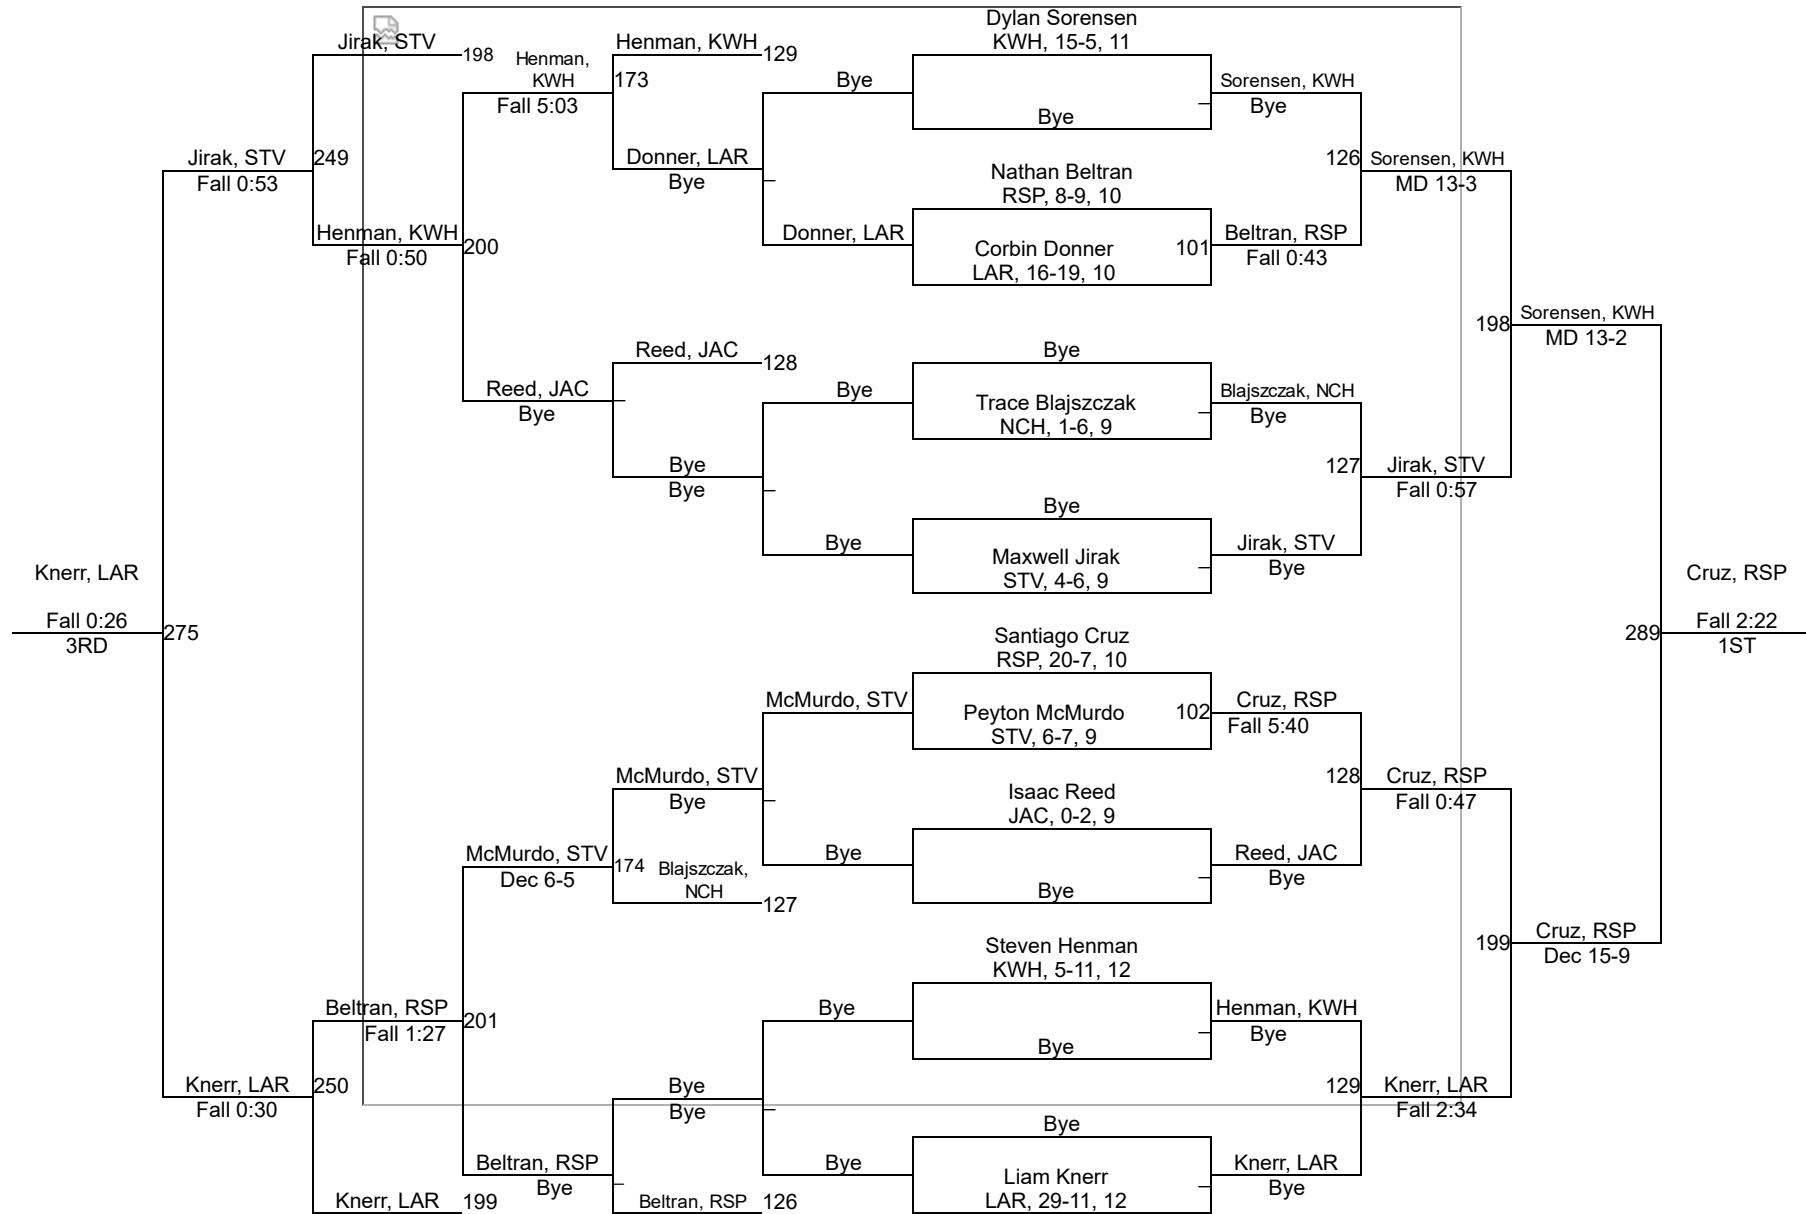 Dylan Sorensen
KWH, 15-5, 11
Bye
Nathan Beltran
RSP, 8-9, 10
Corbin Donner
LAR, 16-19, 10
101
Bye
Trace Blajszczak
NCH, 1-6, 9
Bye
Maxwell Jirak
STV, 4-6, 9
Santiago Cruz
RSP, 20-7, 10
Peyton McMurdo
STV, 6-7, 9
102
Isaac Reed
JAC, 0-2, 9
Bye
Steven Henman
KWH, 5-11, 12
Bye
Bye
Liam Knerr
LAR, 29-11, 12
Sorensen, KWH
Bye
Beltran, RSP
Fall 0:43
Blajszczak, NCH
Bye
Jirak, STV
Bye
Cruz, RSP
Fall 5:40
Reed, JAC
Bye
Henman, KWH
Bye
Knerr, LAR
Bye
126
Sorensen, KWH
MD 13-3
127
Jirak, STV
Fall 0:57
128
Cruz, RSP
Fall 0:47
129
Knerr, LAR
Fall 2:34
198
Sorensen, KWH
MD 13-2
199
Cruz, RSP
Dec 15-9
289
Cruz, RSP
Fall 2:22
1ST
Bye
Donner, LAR
Bye
Bye
McMurdo, STV
Bye
Bye
Bye
Henman, KWH
129
Donner, LAR
Bye
Reed, JAC
128
Bye
Bye
McMurdo, STV
Bye
Blajszczak,
NCH
127
Bye
Bye
Beltran, RSP
126
Henman,
KWH
173
Fall 5:03
Reed, JAC
Bye
McMurdo, STV
174
Dec 6-5
Beltran, RSP
Bye
Jirak, STV
198
Henman, KWH
200
Fall 0:50
Beltran, RSP
201
Fall 1:27
Knerr, LAR
199
Jirak, STV
249
Fall 0:53
Knerr, LAR
250
Fall 0:30
Knerr, LAR
Fall 0:26
275
3RD